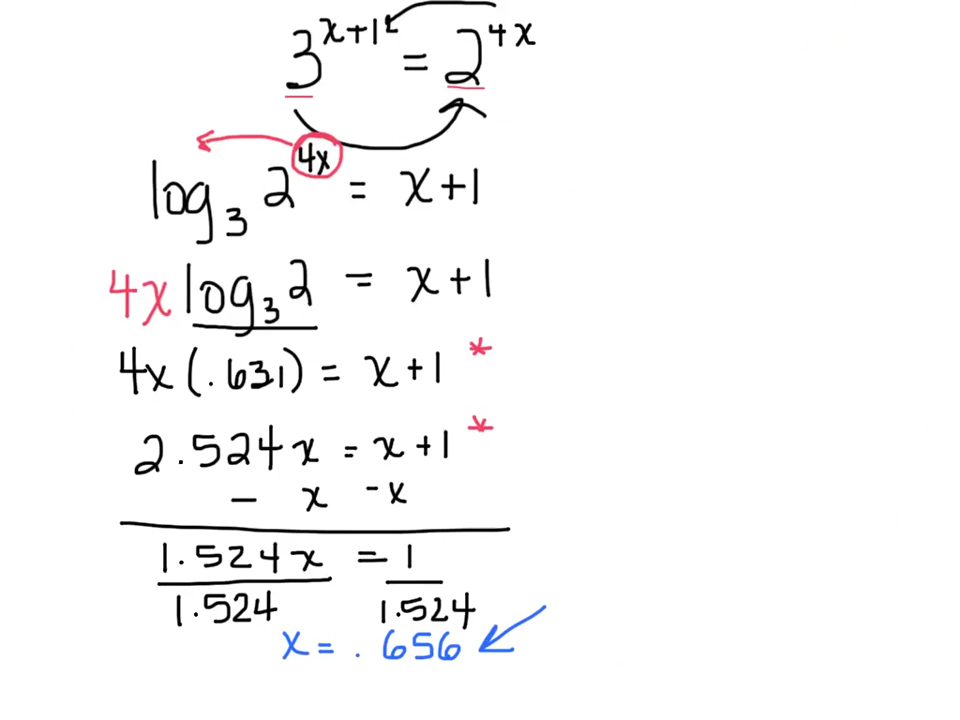 3^(x+1) = 2^(4x)
log₃ 2^(4x) = x+1
4x log₃ 2 = x+1
4x (.631) = x+1 *
2.524x = x+1 *
- x -x
1.524x = 1
1.524 1.524
x = .656